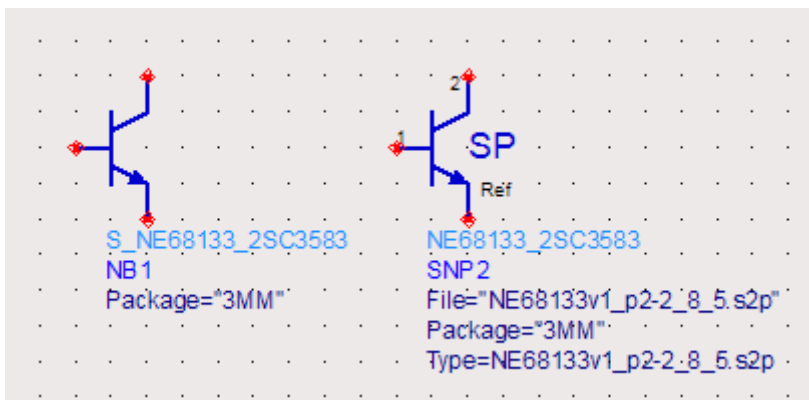 2
1
SP
Ref
S_NE68133_2SC3583
NB1
Package="3MM"
NE68133_2SC3583
SNP2
File="NE68133v1_p2-2_8_5.s2p"
Package="3MM"
Type=NE68133v1_p2-2_8_5.s2p